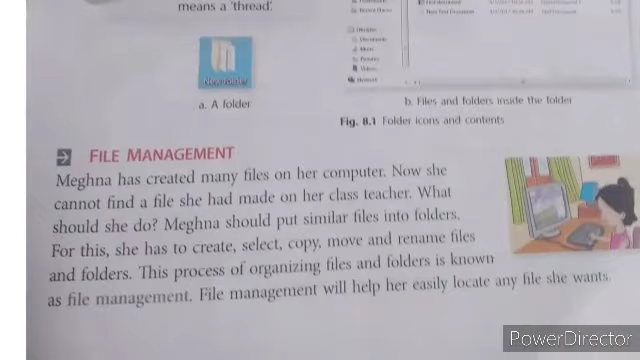 means a 'thread'.
New folder
a. A folder
b. Files and folders inside the folder
Fig. 8.1 Folder icons and contents
FILE MANAGEMENT
Meghna has created many files on her computer. Now she
cannot find a file she had made on her class teacher. What
should she do? Meghna should put similar files into folders.
For this, she has to create, select, copy, move and rename files
and folders. This process of organizing files and folders is known
as file management. File management will help her easily locate any file she wants.
PowerDirector